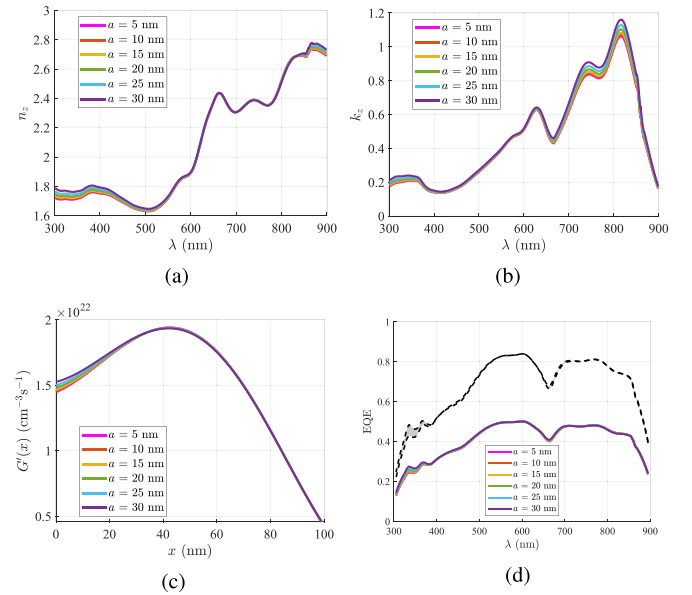 3
2.8
2.6
2.4
2.2
2
1.8
1.6
n_z
a = 5 nm
a = 10 nm
a = 15 nm
a = 20 nm
a = 25 nm
a = 30 nm
300 400 500 600 700 800 900
λ (nm)
(a)
1.2
1
0.8
0.6
0.4
0.2
0
k_z
a = 5 nm
a = 10 nm
a = 15 nm
a = 20 nm
a = 25 nm
a = 30 nm
300 400 500 600 700 800 900
λ (nm)
(b)
×10^22
2
1.5
1
0.5
G′(x) (cm^−3s^−1)
a = 5 nm
a = 10 nm
a = 15 nm
a = 20 nm
a = 25 nm
a = 30 nm
0 20 40 60 80 100
x (nm)
(c)
1
0.8
0.6
0.4
0.2
0
EQE
a = 5 nm
a = 10 nm
a = 15 nm
a = 20 nm
a = 25 nm
a = 30 nm
300 400 500 600 700 800 900
λ (nm)
(d)